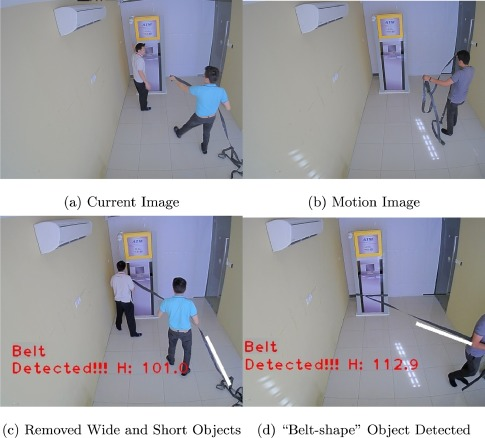 (a) Current Image
(b) Motion Image
Belt
Detected!!! H: 101.0
Belt
Detected!!! H: 112.9
(c) Removed Wide and Short Objects
(d) “Belt-shape” Object Detected